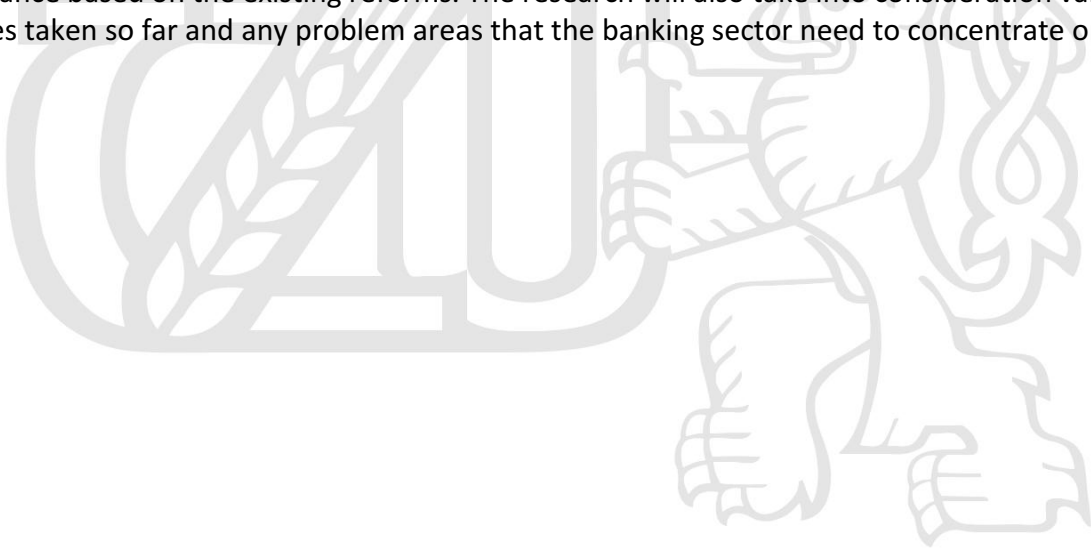 ance based on the existing reforms. The research will also take into consideration va
es taken so far and any problem areas that the banking sector need to concentrate o